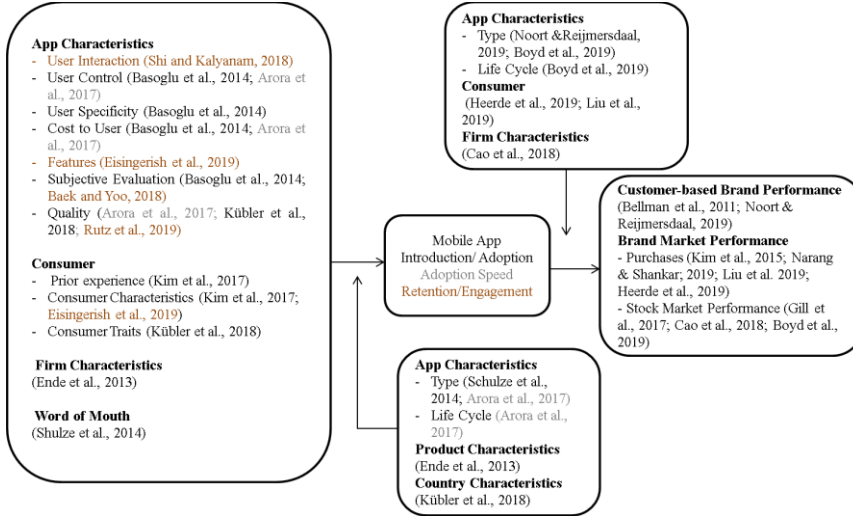 App Characteristics
- User Interaction (Shi and Kalyanam, 2018)
- User Control (Basoglu et al., 2014; Arora
et al., 2017)
- User Specificity (Basoglu et al., 2014)
- Cost to User (Basoglu et al., 2014; Arora
et al., 2017)
- Features (Eisingerish et al., 2019)
- Subjective Evaluation (Basoglu et al., 2014;
Baek and Yoo, 2018)
- Quality (Arora et al., 2017; Kübler et al.,
2018; Rutz et al., 2019)
Consumer
- Prior experience (Kim et al., 2017)
- Consumer Characteristics (Kim et al., 2017;
Eisingerish et al., 2019)
- Consumer Traits (Kübler et al., 2018)
Firm Characteristics
(Ende et al., 2013)
Word of Mouth
(Shulze et al., 2014)
Mobile App
Introduction/ Adoption
Adoption Speed
Retention/Engagement
App Characteristics
- Type (Noort &Reijmersdaal,
2019; Boyd et al., 2019)
- Life Cycle (Boyd et al., 2019)
Consumer
(Heerde et al., 2019; Liu et al.,
2019)
Firm Characteristics
(Cao et al., 2018)
App Characteristics
- Type (Schulze et al.,
2014; Arora et al., 2017)
- Life Cycle (Arora et al.,
2017)
Product Characteristics
(Ende et al., 2013)
Country Characteristics
(Kübler et al., 2018)
Customer-based Brand Performance
(Bellman et al., 2011; Noort &
Reijmersdaal, 2019)
Brand Market Performance
- Purchases (Kim et al., 2015; Narang
& Shankar; 2019; Liu et al. 2019;
Heerde et al., 2019)
- Stock Market Performance (Gill et
al., 2017; Cao et al., 2018; Boyd et al.,
2019)